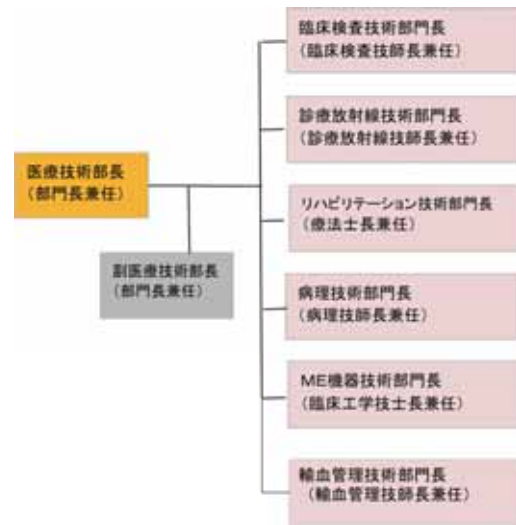 臨床検査技術部門長
(臨床検査技師長兼任)
診療放射線技術部門長
(診療放射線技師長兼任)
医療技術部長
(部門長兼任)
リハビリテーション技術部門長
(療法士長兼任)
副医療技術部長
(部門長兼任)
病理技術部門長
(病理技師長兼任)
ME機器技術部門長
(臨床工学技士長兼任)
輸血管理技術部門長
(輸血管理技師長兼任)